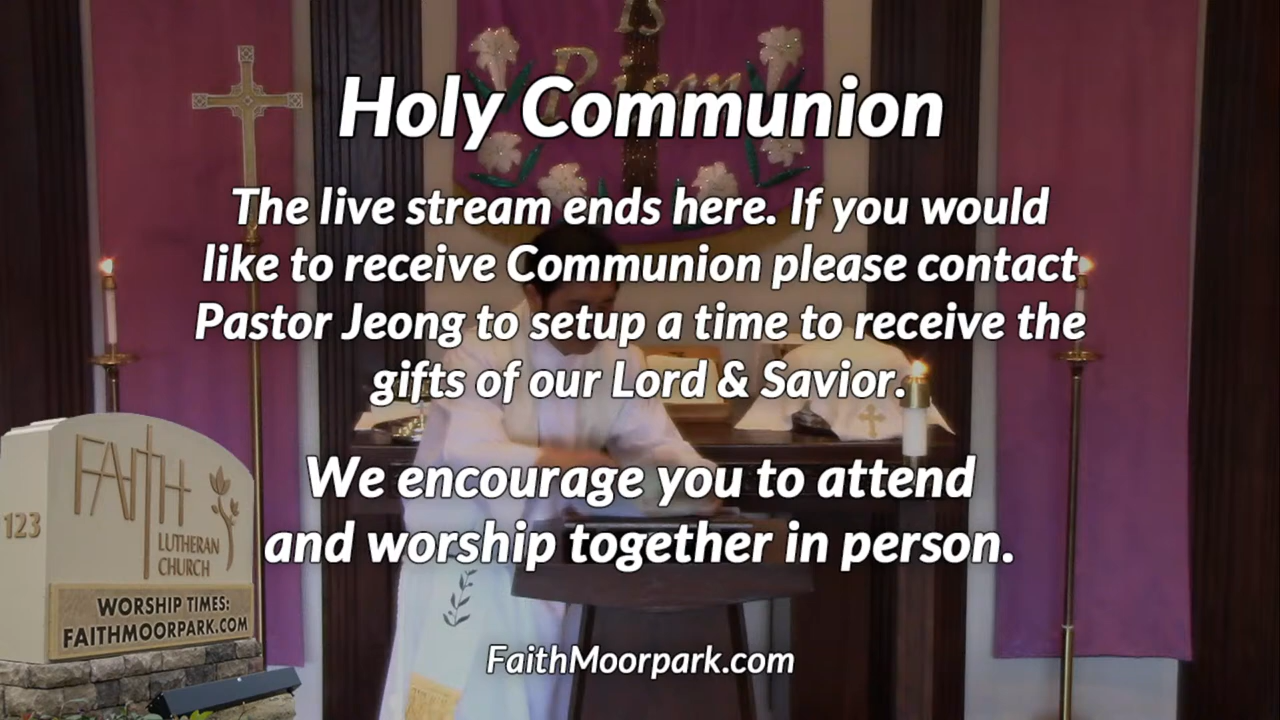 IS
Risen
Holy Communion
The live stream ends here. If you would
like to receive Communion please contact
Pastor Jeong to setup a time to receive the
gifts of our Lord & Savior.
We encourage you to attend
and worship together in person.
FAITH
123
LUTHERAN
CHURCH
WORSHIP TIMES:
FAITHMOORPARK.COM
FaithMoorpark.com